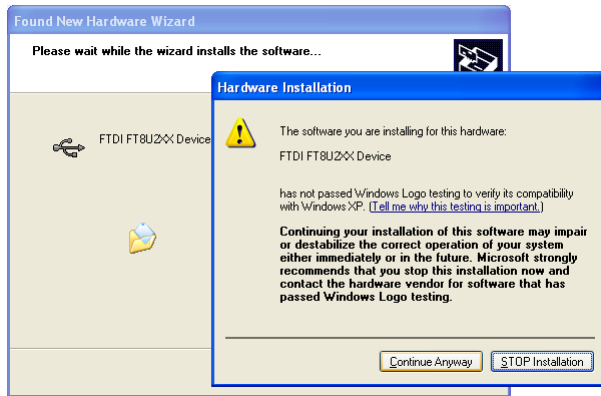 Found New Hardware Wizard
Please wait while the wizard installs the software...
FTDI FT8U2XX Device
Hardware Installation
The software you are installing for this hardware:
FTDI FT8U2XX Device
has not passed Windows Logo testing to verify its compatibility
with Windows XP. (Tell me why this testing is important.)
Continuing your installation of this software may impair
or destabilize the correct operation of your system
either immediately or in the future. Microsoft strongly
recommends that you stop this installation now and
contact the hardware vendor for software that has
passed Windows Logo testing.
Continue Anyway
STOP Installation